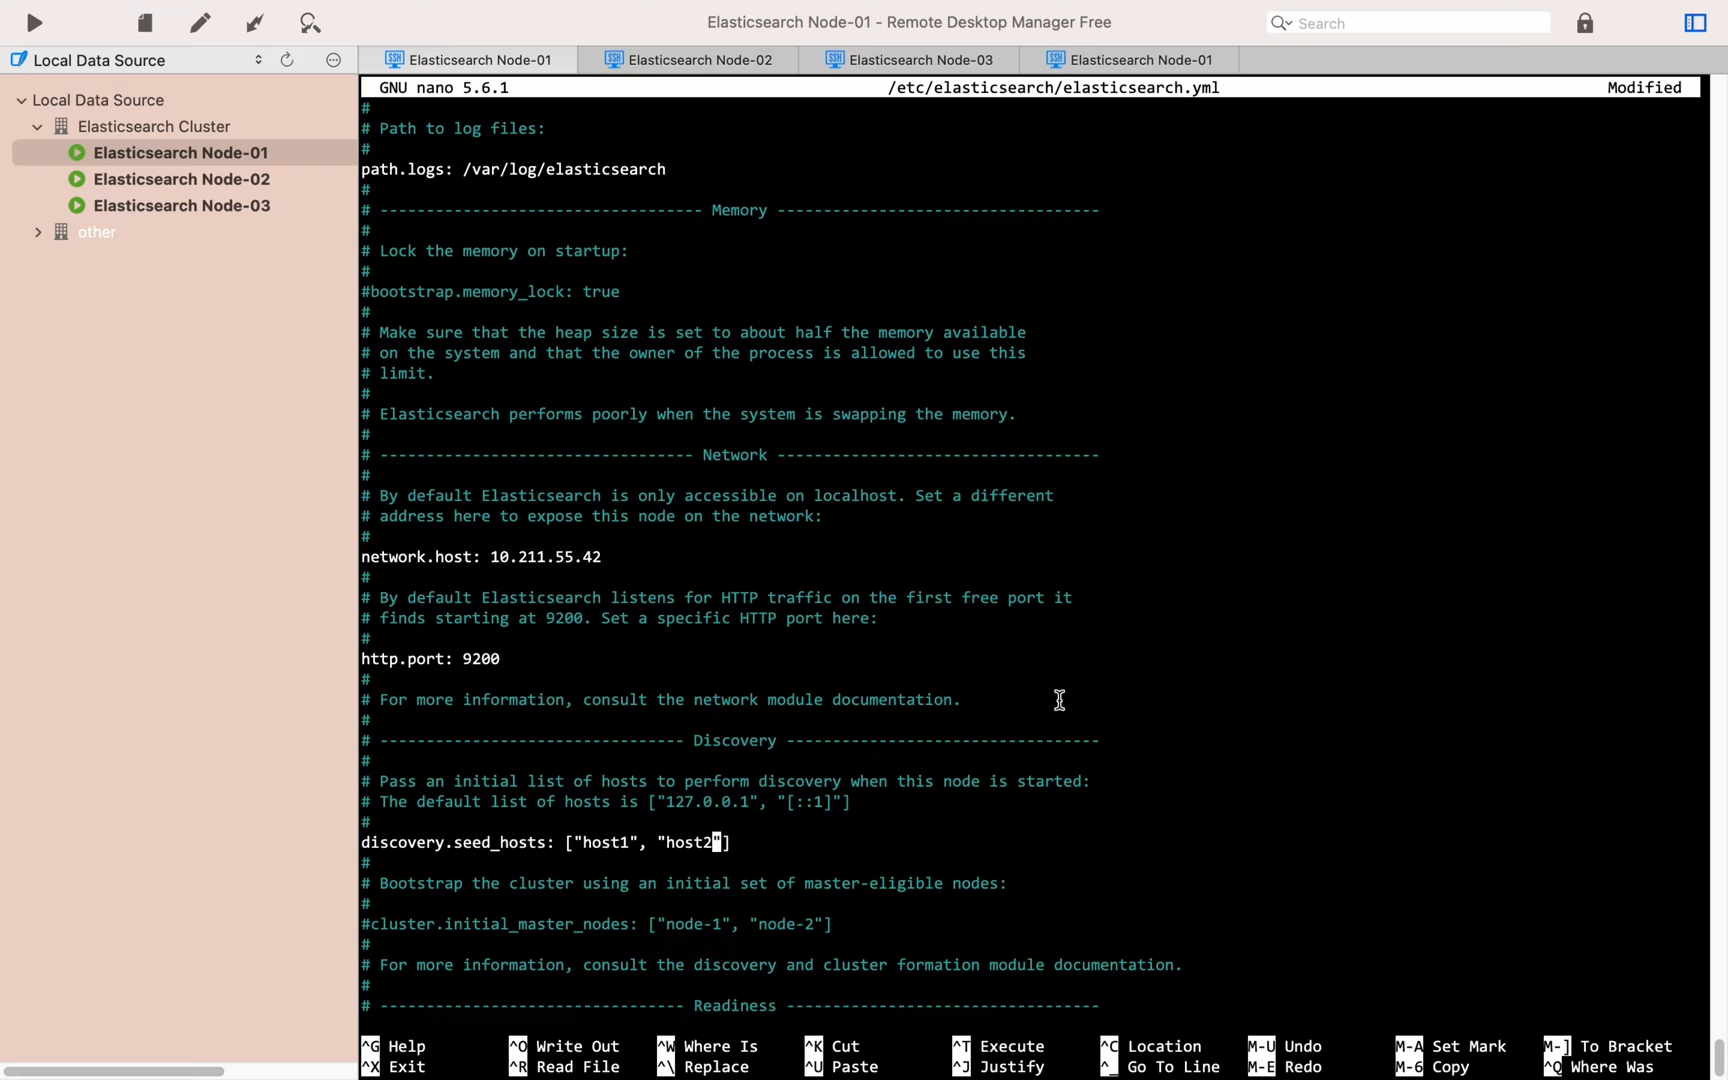 Elasticsearch Node-01 - Remote Desktop Manager Free
Search
Local Data Source
Elasticsearch Node-01
Elasticsearch Node-02
Elasticsearch Node-03
Elasticsearch Node-01
Local Data Source
Elasticsearch Cluster
Elasticsearch Node-01
Elasticsearch Node-02
Elasticsearch Node-03
other
GNU nano 5.6.1 /etc/elasticsearch/elasticsearch.yml Modified
#
# Path to log files:
#
path.logs: /var/log/elasticsearch
#
# ----------------------------------- Memory -----------------------------------
#
# Lock the memory on startup:
#
#bootstrap.memory_lock: true
#
# Make sure that the heap size is set to about half the memory available
# on the system and that the owner of the process is allowed to use this
# limit.
#
# Elasticsearch performs poorly when the system is swapping the memory.
#
# ---------------------------------- Network -----------------------------------
#
# By default Elasticsearch is only accessible on localhost. Set a different
# address here to expose this node on the network:
#
network.host: 10.211.55.42
#
# By default Elasticsearch listens for HTTP traffic on the first free port it
# finds starting at 9200. Set a specific HTTP port here:
#
http.port: 9200
#
# For more information, consult the network module documentation.
#
# --------------------------------- Discovery ----------------------------------
#
# Pass an initial list of hosts to perform discovery when this node is started:
# The default list of hosts is ["127.0.0.1", "[::1]"]
#
discovery.seed_hosts: ["host1", "host2"]
#
# Bootstrap the cluster using an initial set of master-eligible nodes:
#
#cluster.initial_master_nodes: ["node-1", "node-2"]
#
# For more information, consult the discovery and cluster formation module documentation.
#
# --------------------------------- Readiness ----------------------------------
^G Help ^O Write Out ^W Where Is ^K Cut ^T Execute ^C Location M-U Undo M-A Set Mark M-] To Bracket
^X Exit ^R Read File ^\ Replace ^U Paste ^J Justify ^_ Go To Line M-E Redo M-6 Copy ^Q Where Was